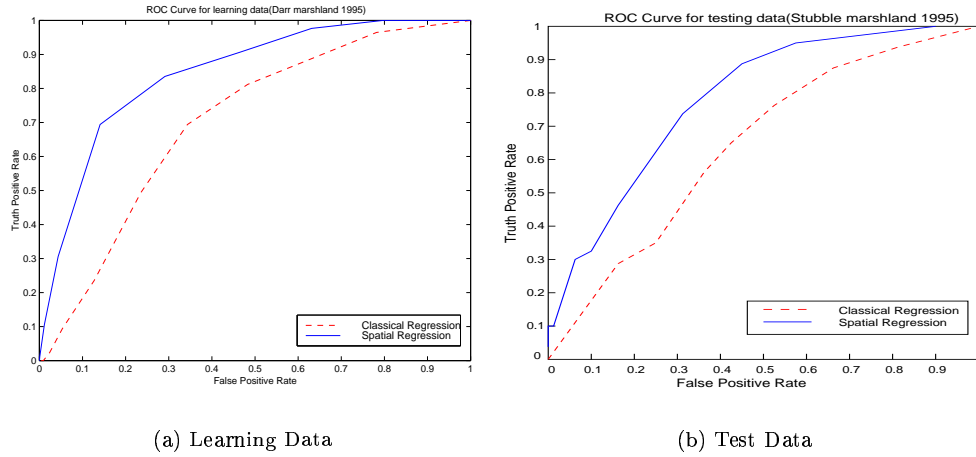 ROC Curve for learning data(Darr marshland 1995)
1
0.9
0.8
0.7
0.6
0.5
0.4
0.3
0.2
0.1
0
Truth Positive Rate
0 0.1 0.2 0.3 0.4 0.5 0.6 0.7 0.8 0.9 1
False Positive Rate
Classical Regression
Spatial Regression
(a) Learning Data
ROC Curve for testing data(Stubble marshland 1995)
1
0.9
0.8
0.7
0.6
0.5
0.4
0.3
0.2
0.1
0
Truth Positive Rate
0 0.1 0.2 0.3 0.4 0.5 0.6 0.7 0.8 0.9
False Positive Rate
Classical Regression
Spatial Regression
(b) Test Data